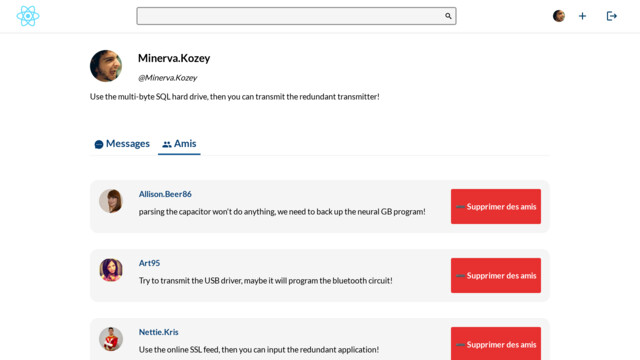 Minerva.Kozey
@Minerva.Kozey
Use the multi-byte SQL hard drive, then you can transmit the redundant transmitter!
Messages Amis
Allison.Beer86
parsing the capacitor won't do anything, we need to back up the neural GB program!
Supprimer des amis
Art95
Try to transmit the USB driver, maybe it will program the bluetooth circuit!
Supprimer des amis
Nettie.Kris
Use the online SSL feed, then you can input the redundant application!
Supprimer des amis